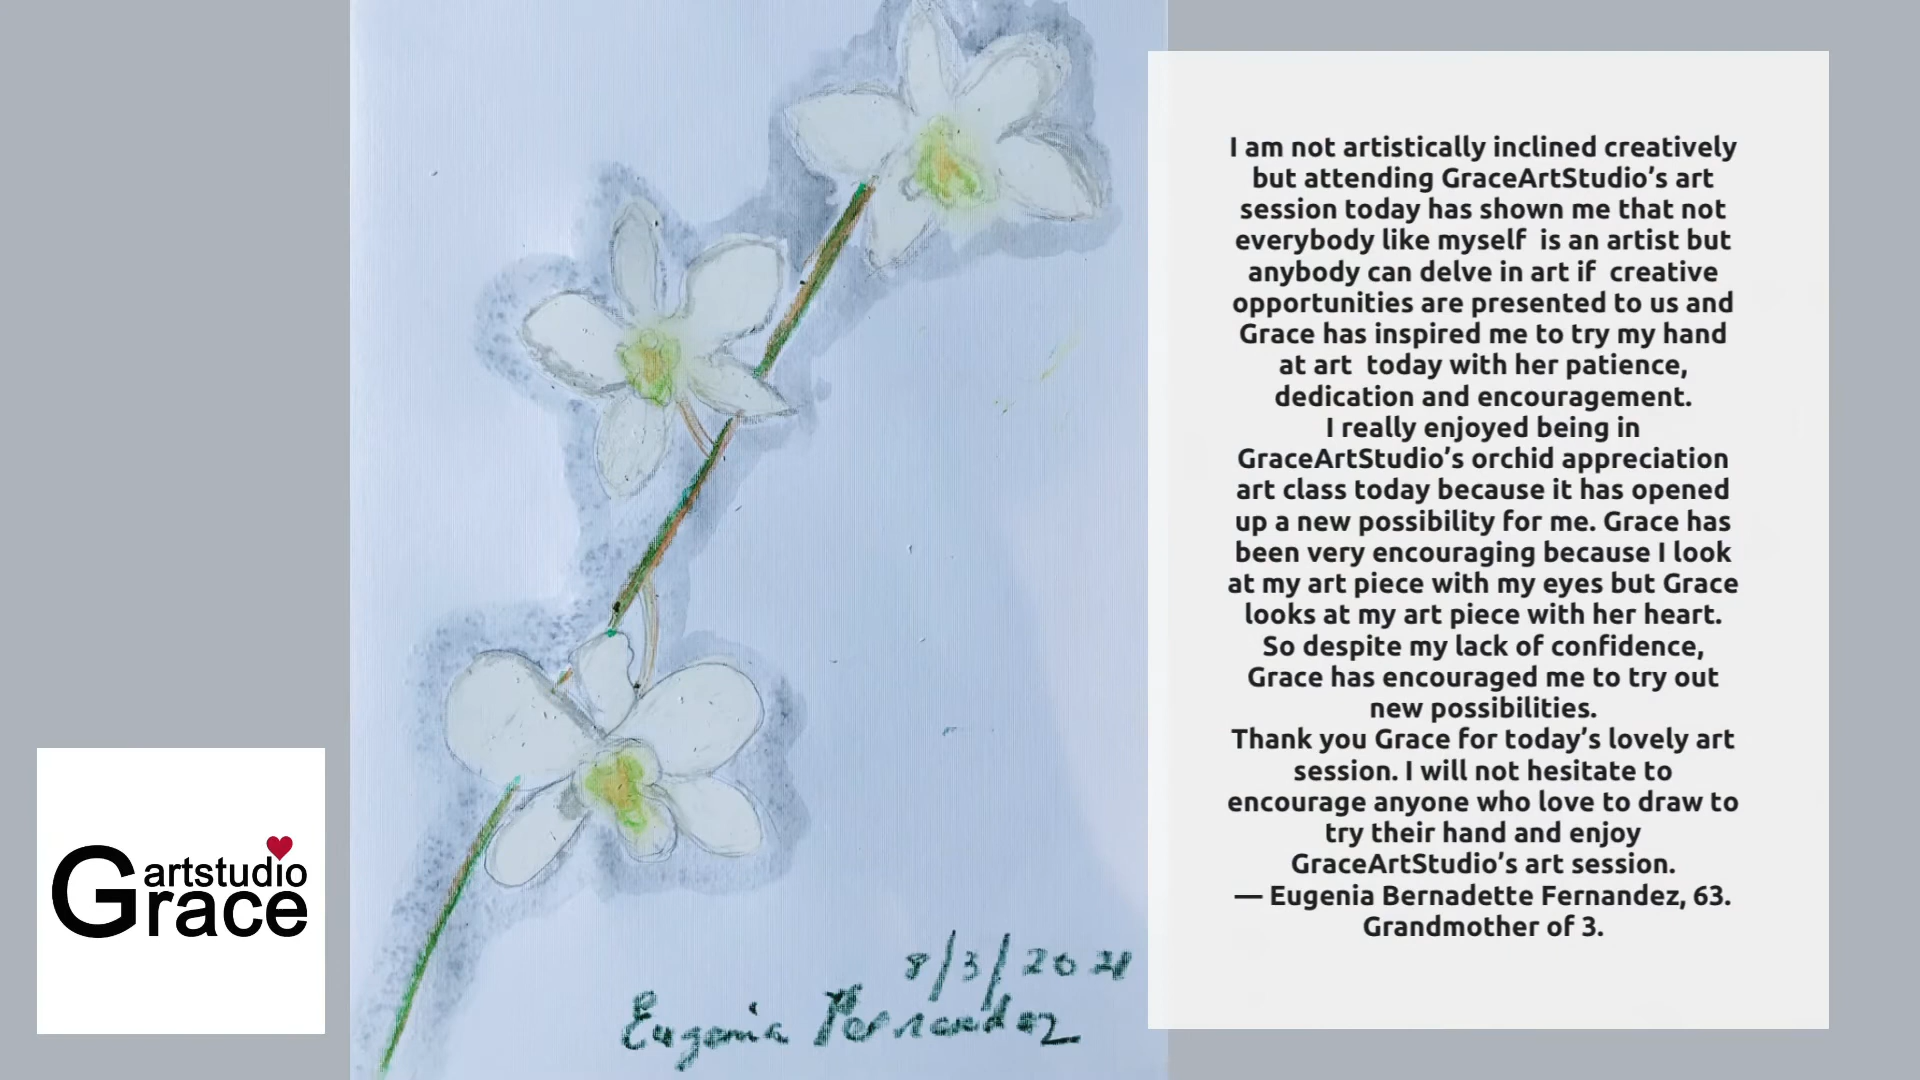 I am not artistically inclined creatively
but attending GraceArtStudio’s art
session today has shown me that not
everybody like myself  is an artist but
anybody can delve in art if  creative
opportunities are presented to us and
Grace has inspired me to try my hand
at art  today with her patience,
dedication and encouragement.
I really enjoyed being in
GraceArtStudio’s orchid appreciation
art class today because it has opened
up a new possibility for me. Grace has
been very encouraging because I look
at my art piece with my eyes but Grace
looks at my art piece with her heart.
So despite my lack of confidence,
Grace has encouraged me to try out
new possibilities.
Thank you Grace for today’s lovely art
session. I will not hesitate to
encourage anyone who love to draw to
try their hand and enjoy
GraceArtStudio’s art session.
— Eugenia Bernadette Fernandez, 63.
Grandmother of 3.
artstudio
Grace
8/3/2021
Eugenia Fernandez